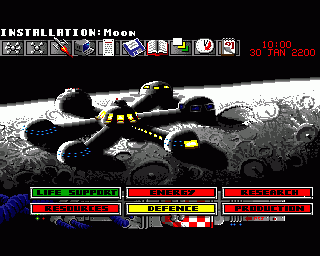 INSTALLATION:Moon
10:00
30 JAN 2200
LIFE SUPPORT
ENERGY
RESEARCH
RESOURCES
DEFENCE
PRODUCTION